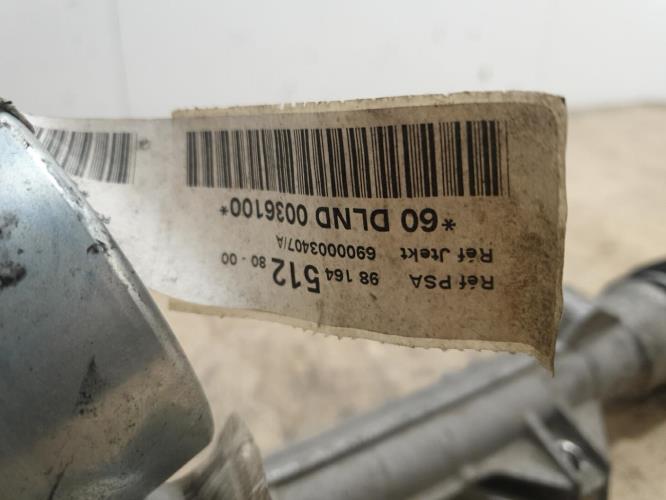 Réf PSA 98 164 512 80 - 00
Réf Jtekt 6900003407/A
*60 DLND 0036100*